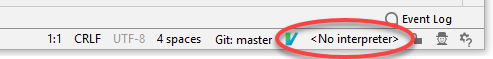 Event Log
1:1 CRLF UTF-8 4 spaces Git: master <No interpreter>